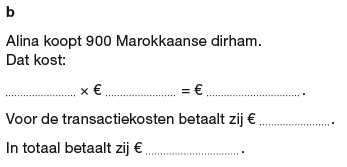 b
Alina koopt 900 Marokkaanse dirham.
Dat kost:
........................ × € ........................ = € ................................ .
Voor de transactiekosten betaalt zij € ........................ .
In totaal betaalt zij € ................................ .